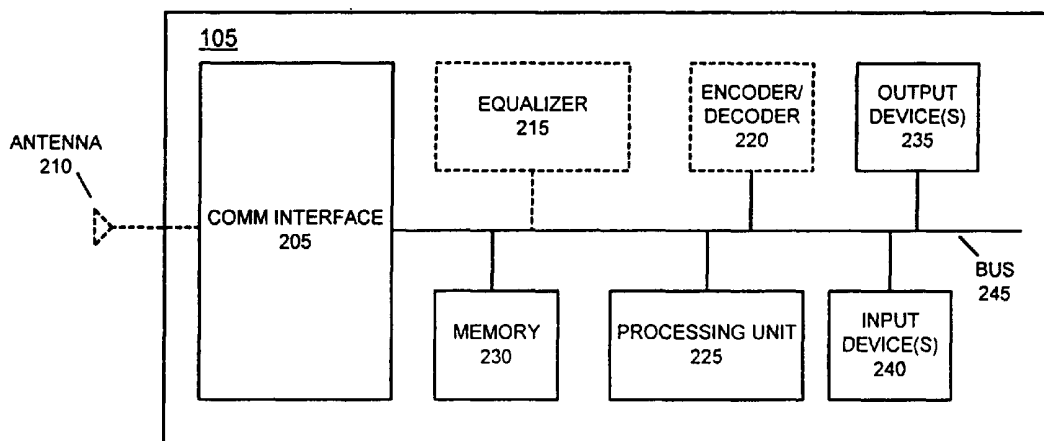 105
ANTENNA
210
COMM INTERFACE
205
EQUALIZER
215
ENCODER/
DECODER
220
OUTPUT
DEVICE(S)
235
BUS
245
MEMORY
230
PROCESSING UNIT
225
INPUT
DEVICE(S)
240